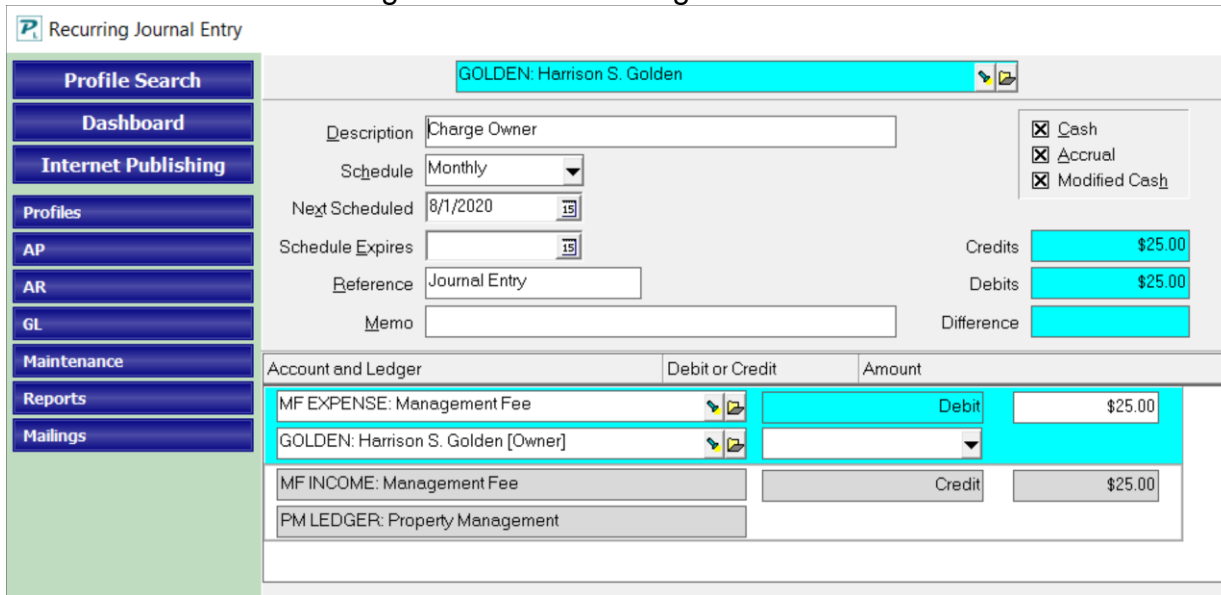 Recurring Journal Entry
Profile Search
Dashboard
Internet Publishing
Profiles
AP
AR
GL
Maintenance
Reports
Mailings
GOLDEN: Harrison S. Golden
Description Charge Owner
Schedule Monthly
Next Scheduled 8/1/2020 15
Schedule Expires 15
Reference Journal Entry
Memo
Cash
Accrual
Modified Cash
Credits $25.00
Debits $25.00
Difference
Account and Ledger Debit or Credit Amount
MF EXPENSE: Management Fee Debit $25.00
GOLDEN: Harrison S. Golden [Owner]
MF INCOME: Management Fee Credit $25.00
PM LEDGER: Property Management